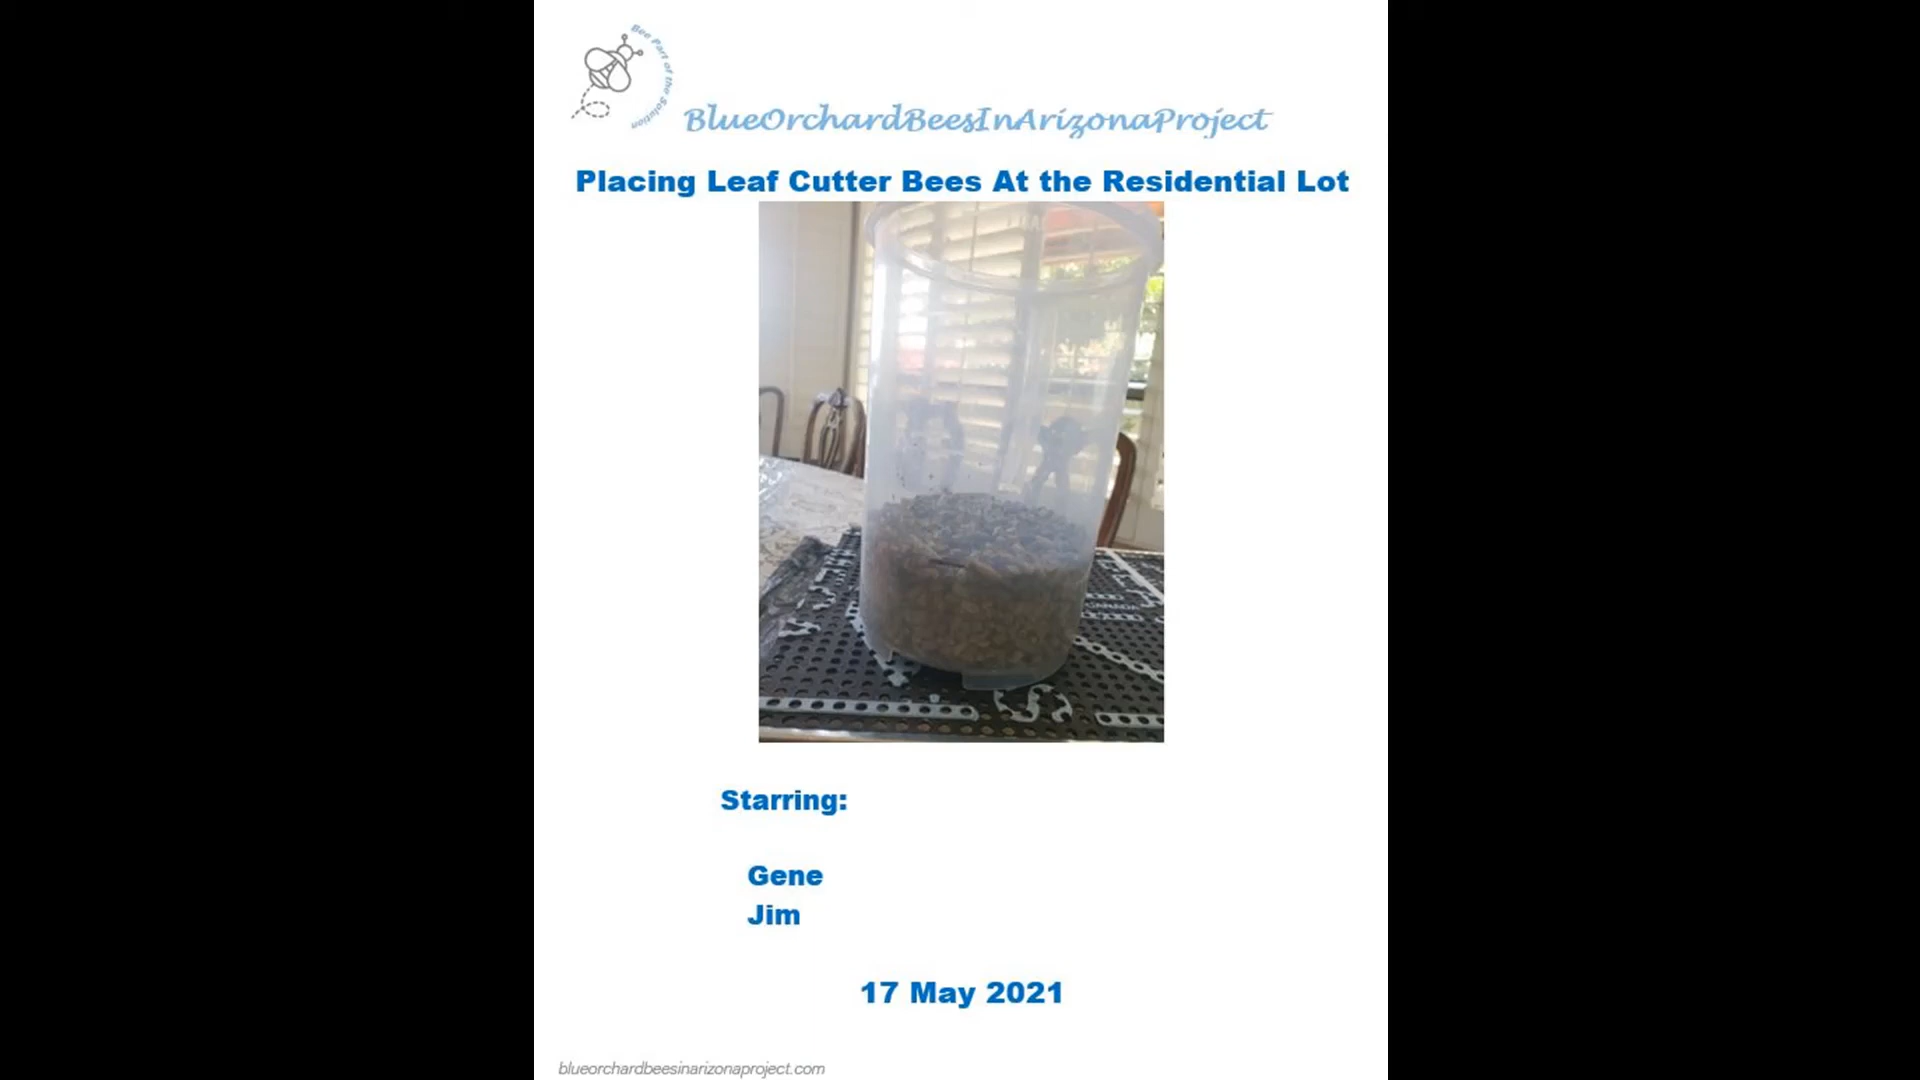 Bee Part of the Solution
BlueOrchardBeesInArizonaProject
Placing Leaf Cutter Bees At the Residential Lot
Starring:
Gene
Jim
17 May 2021
blueorchardbeesinarizonaproject.com